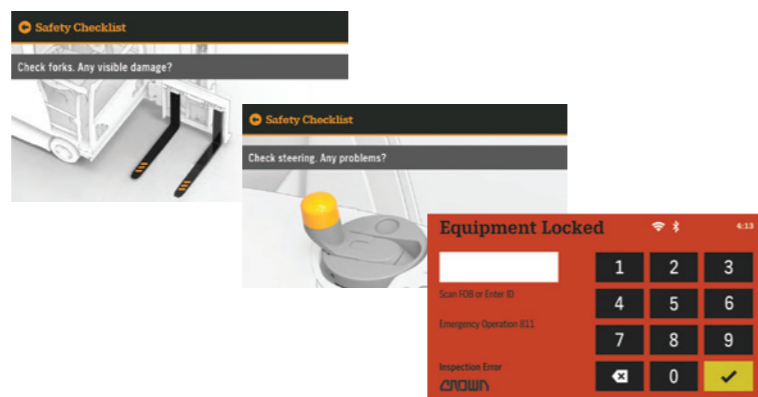 Safety Checklist
Check forks. Any visible damage?
Safety Checklist
Check steering. Any problems?
Equipment Locked
4:13
Scan FOB or Enter ID
Emergency Operation 811
Inspection Error
CROWN
1 2 3
4 5 6
7 8 9
0